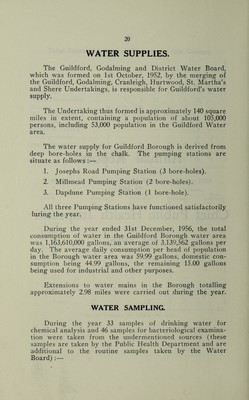 20
WATER SUPPLIES.
The Guildford, Godalming and District Water Board,
which was formed on 1st October, 1952, by the merging of
the Guildford, Godalming, Cranleigh, Hurtwood, St. Martha's
and Shere Undertakings, is responsible for Guildford's water
supply.
The Undertaking thus formed is approximately 140 square
miles in extent, containing a population of about 105,000
persons, including 53,000 population in the Guildford Water
area.
The water supply for Guildford Borough is derived from
deep bore-holes in the chalk. The pumping stations are
situate as follows :—
1. Josephs Road Pumping Station (3 bore-holes).
2. Millmead Pumping Station (2 bore-holes).
3. Dapdune Pumping Station (1 bore-hole).
All three Pumping Stations have functioned satisfactorily
during the year.
During the year ended 31st December, 1956, the total
consumption of water in the Guildford Borough water area
was 1,163,610,000 gallons, an average of 3,139,362 gallons per
day. The average daily consumption per head of population
in the Borough water area was 59.99 gallons, domestic con-
sumption being 44.99 gallons, the remaining 15.00 gallons
being used for industrial and other purposes.
Extensions to water mains in the Borough totalling
approximately 2.98 miles were carried out during the year.
WATER SAMPLING.
During the year 33 samples of drinking water for
chemical analysis and 46 samples for bacteriological examina-
tion were taken from the undermentioned sources (these
samples are taken by the Public Health Department and are
additional to the routine samples taken by the Water
Board) :—